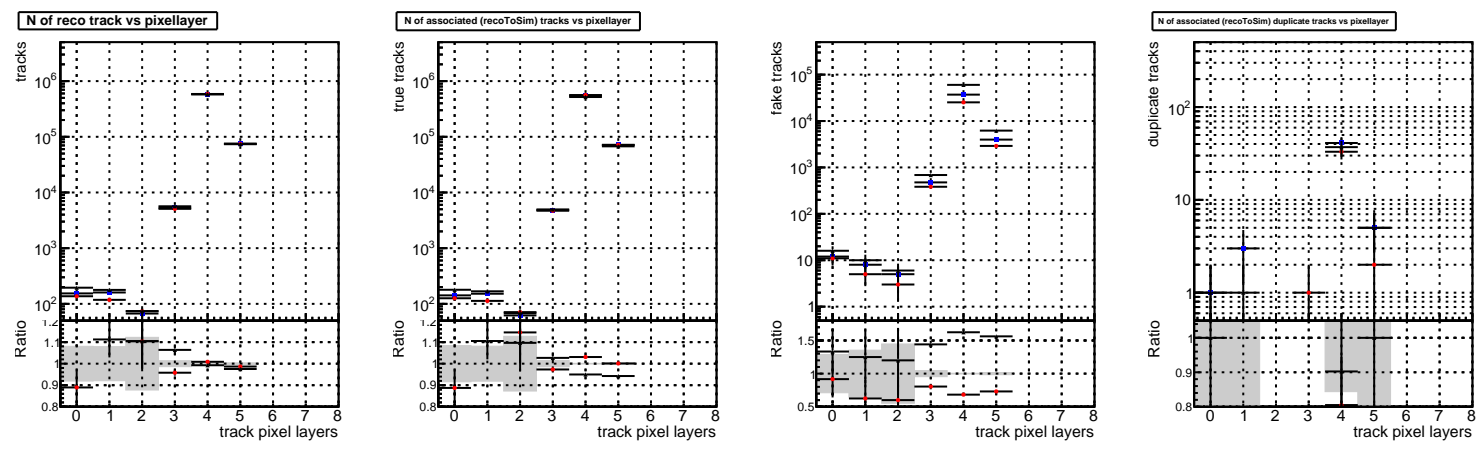 N of reco track vs pixellayer
tracks
10^6
10^5
10^4
10^3
10^2
Ratio
1.2
1.1
1
0.9
0.8
0 1 2 3 4 5 6 7 8
track pixel layers
N of associated (recoToSim) tracks vs pixellayer
true tracks
10^6
10^5
10^4
10^3
10^2
Ratio
1.2
1.1
1
0.9
0.8
0 1 2 3 4 5 6 7 8
track pixel layers
fake tracks
10^5
10^4
10^3
10^2
10
1
Ratio
1.5
1
0.5
0 1 2 3 4 5 6 7 8
track pixel layers
N of associated (recoToSim) duplicate tracks vs pixellayer
duplicate tracks
10^2
10
1
Ratio
1
0.9
0.8
0 1 2 3 4 5 6 7 8
track pixel layers